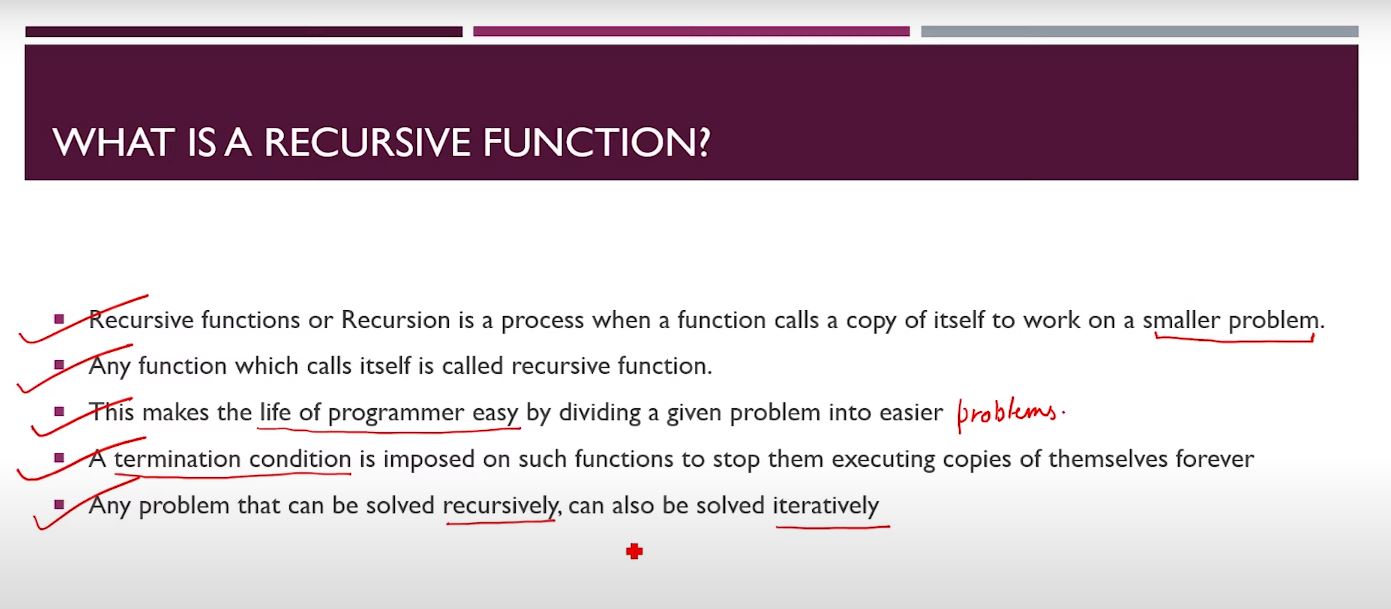 WHAT IS A RECURSIVE FUNCTION?
Recursive functions or Recursion is a process when a function calls a copy of itself to work on a smaller problem.
Any function which calls itself is called recursive function.
This makes the life of programmer easy by dividing a given problem into easier problems.
A termination condition is imposed on such functions to stop them executing copies of themselves forever
Any problem that can be solved recursively, can also be solved iteratively